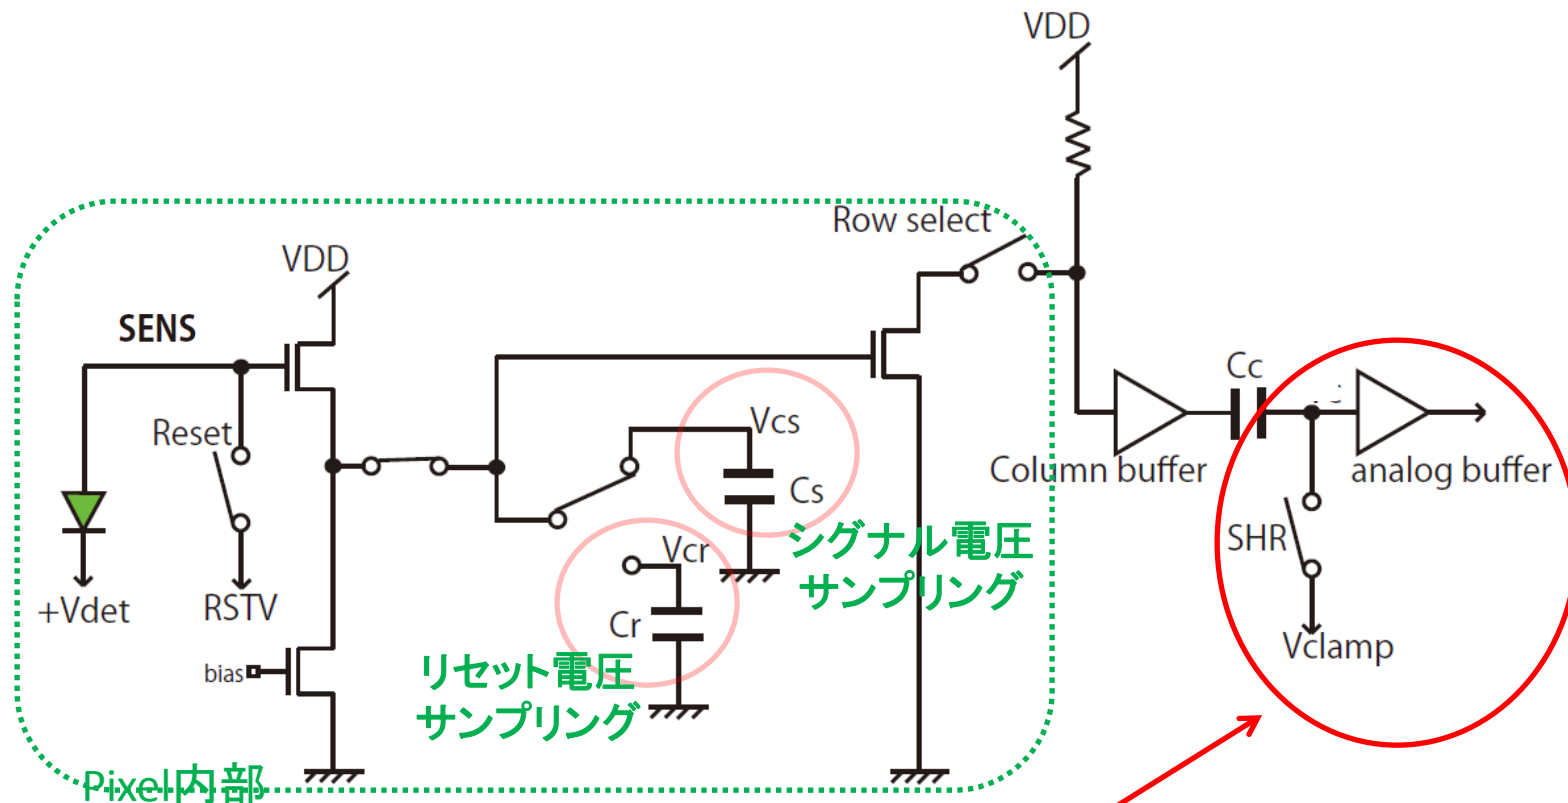 VDD
Row select
VDD
SENS
Reset
Vcs
Cs
シグナル電圧
サンプリング
Vcr
Cr
リセット電圧
サンプリング
+Vdet
RSTV
bias
Pixel内部
Column buffer
Cc
analog buffer
SHR
Vclamp